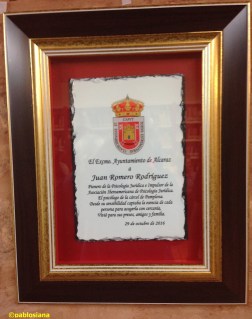 El Excmo. Ayuntamiento de Alcaraz
a
Juan Romero Rodríguez
Pionero de la Psicología Jurídica e Impulsor de la
Asociación Iberoamericana de Psicología Jurídica.
El psicólogo de la cárcel de Pamplona.
Desde su sensibilidad captaba la esencia de cada
persona para acogerla con cercanía.
Vivió para sus presos, amigos y familia.
29 de octubre de 2016
©pablosiana